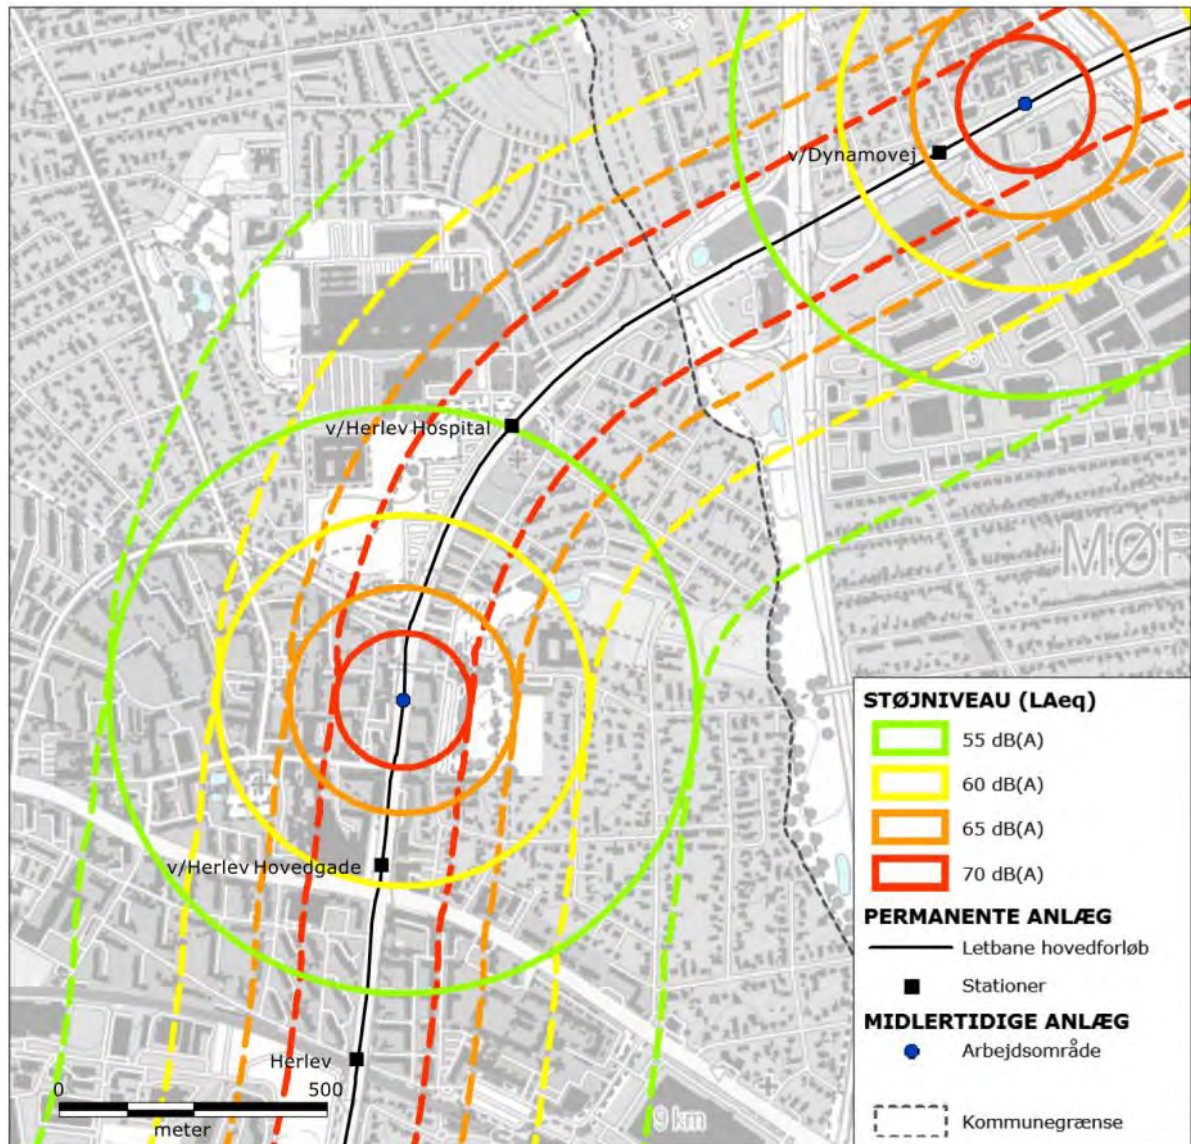 v/Dynamovej
v/Herlev Hospital
MØR
v/Herlev Hovedgade
Herlev
0 500
meter
9 km
STØJNIVEAU (LAeq)
55 dB(A)
60 dB(A)
65 dB(A)
70 dB(A)
PERMANENTE ANLÆG
Letbane hovedforløb
Stationer
MIDLERTIDIGE ANLÆG
Arbejdsområde
Kommunegrænse